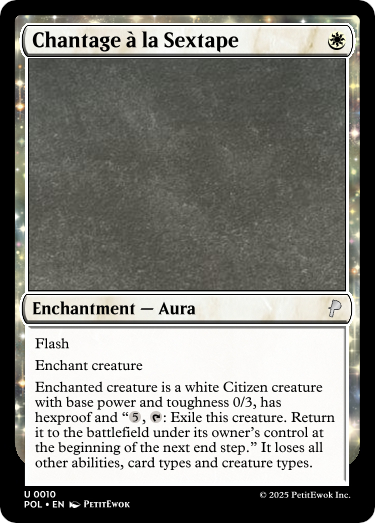 Chantage à la Sextape
Enchantment — Aura
Flash
Enchant creature
Enchanted creature is a white Citizen creature
with base power and toughness 0/3, has
hexproof and “5, : Exile this creature. Return
it to the battlefield under its owner’s control at
the beginning of the next end step.” It loses all
other abilities, card types and creature types.
U 0010
POL • EN PETITEWOK
© 2025 PetitEwok Inc.